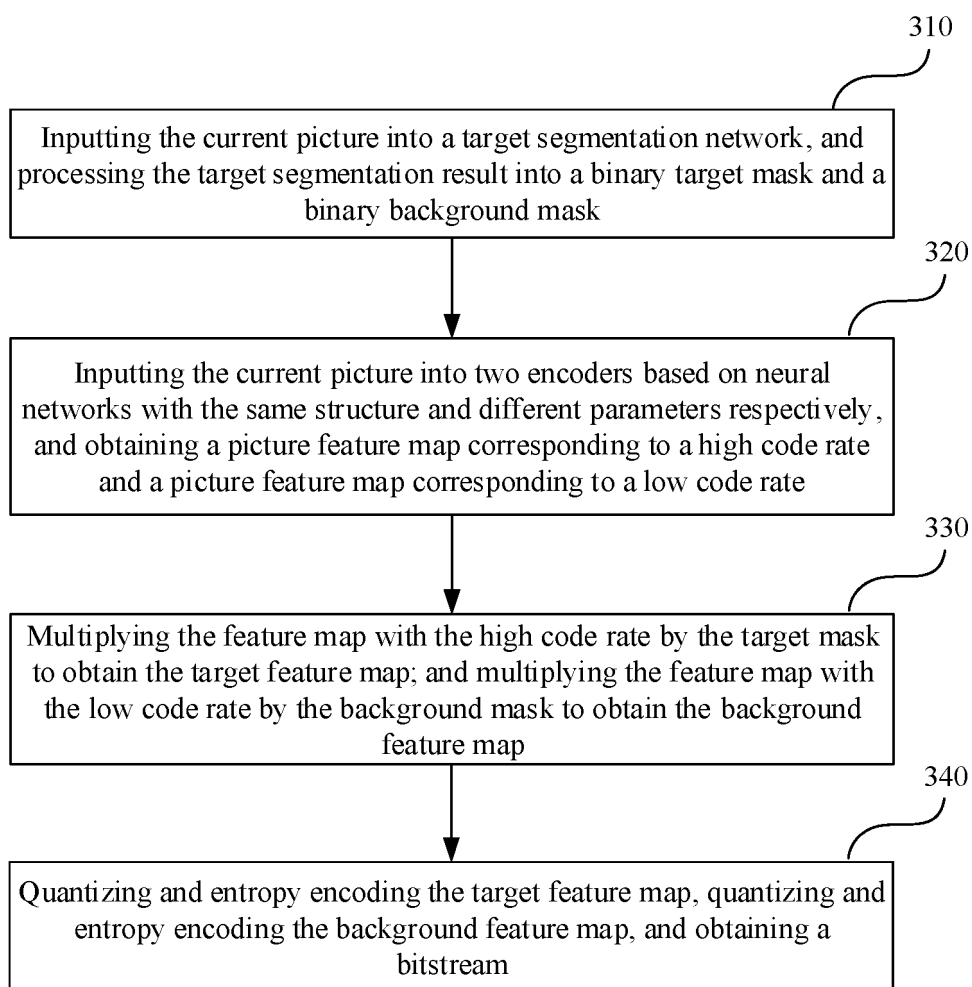 310
Inputting the current picture into a target segmentation network, and
processing the target segmentation result into a binary target mask and a
binary background mask
320
Inputting the current picture into two encoders based on neural
networks with the same structure and different parameters respectively,
and obtaining a picture feature map corresponding to a high code rate
and a picture feature map corresponding to a low code rate
330
Multiplying the feature map with the high code rate by the target mask
to obtain the target feature map; and multiplying the feature map with
the low code rate by the background mask to obtain the background
feature map
340
Quantizing and entropy encoding the target feature map, quantizing and
entropy encoding the background feature map, and obtaining a
bitstream